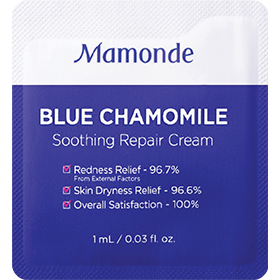 Mamonde
BLUE CHAMOMILE
Soothing Repair Cream
Redness Relief - 96.7%
From External Factors
Skin Dryness Relief - 96.6%
Overall Satisfaction - 100%
1 mL / 0.03 fl. oz.